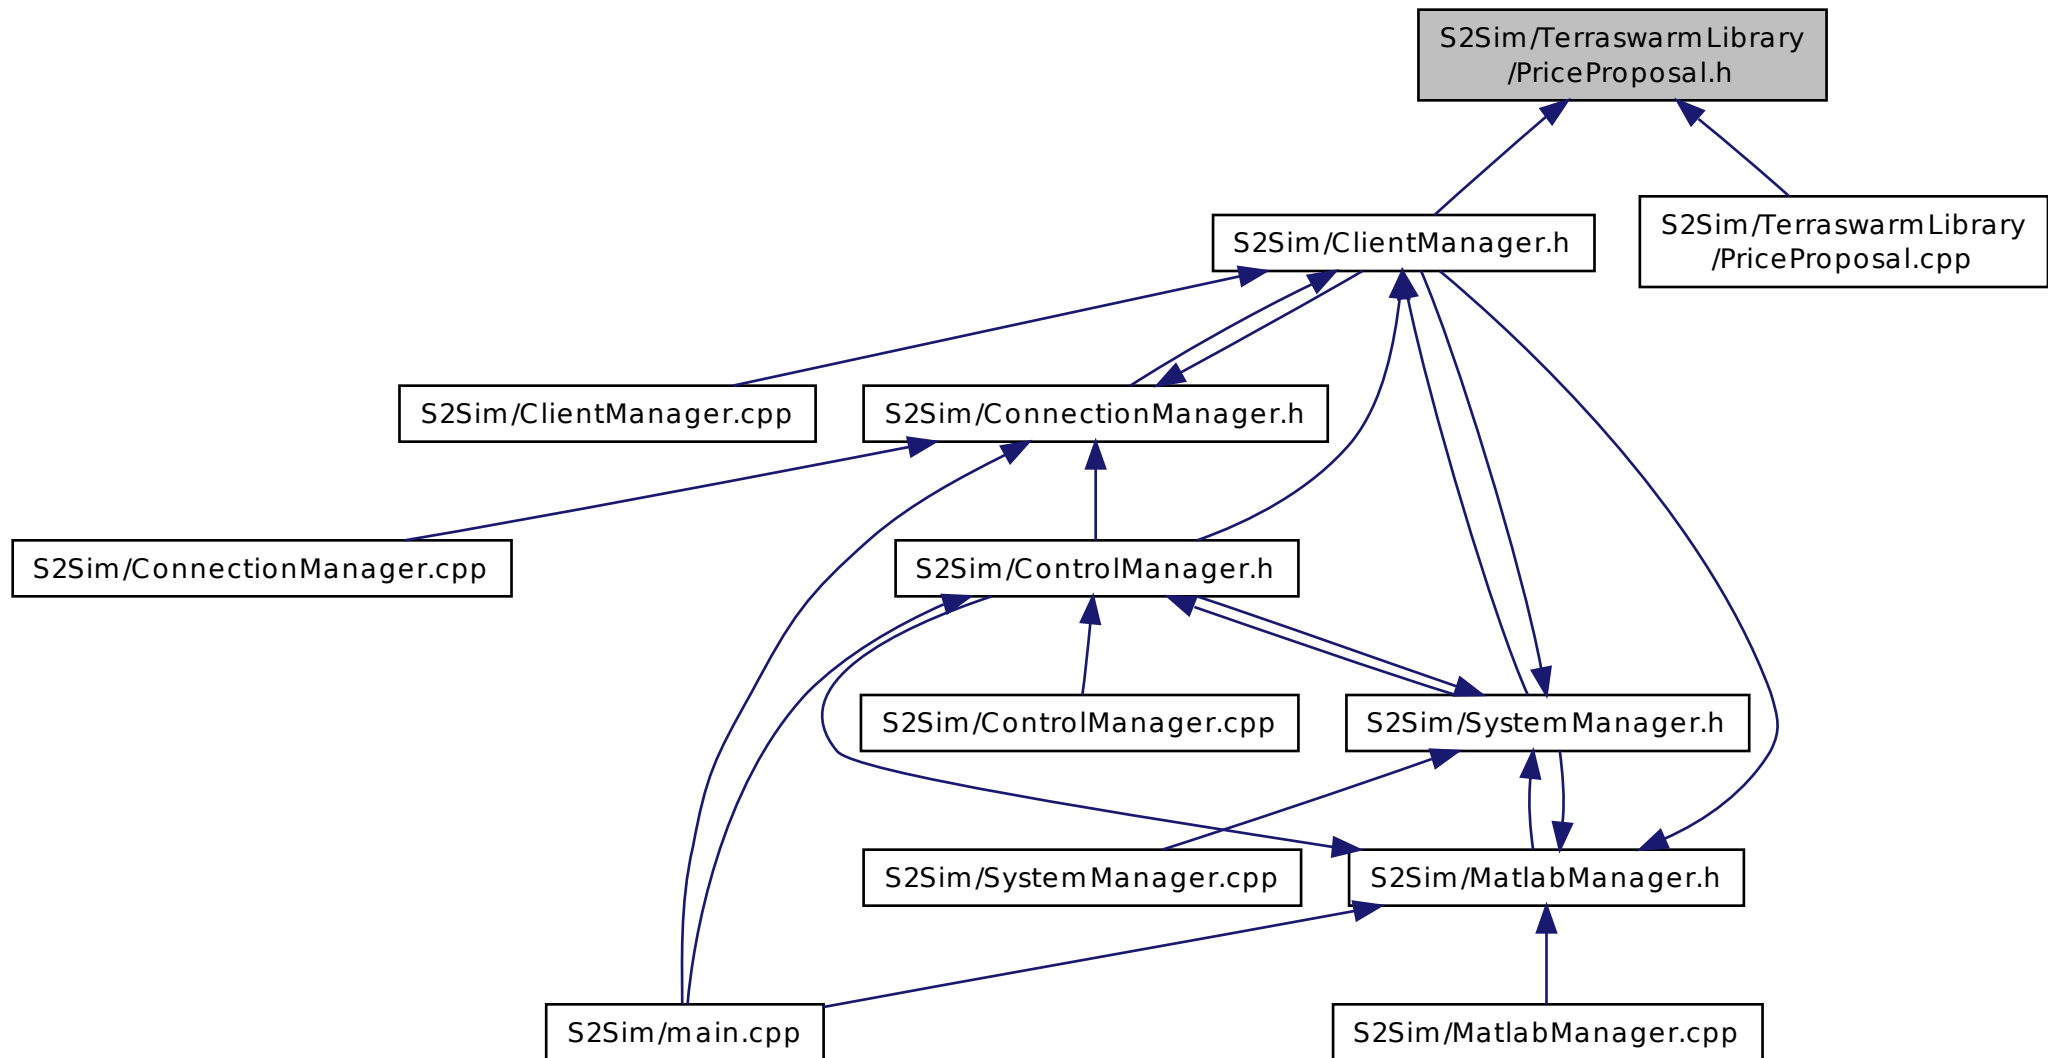 S2Sim/TerraswarmLibrary
/PriceProposal.h
S2Sim/ClientManager.h
S2Sim/TerraswarmLibrary
/PriceProposal.cpp
S2Sim/ClientManager.cpp
S2Sim/ConnectionManager.h
S2Sim/ConnectionManager.cpp
S2Sim/ControlManager.h
S2Sim/ControlManager.cpp
S2Sim/SystemManager.h
S2Sim/SystemManager.cpp
S2Sim/MatlabManager.h
S2Sim/main.cpp
S2Sim/MatlabManager.cpp